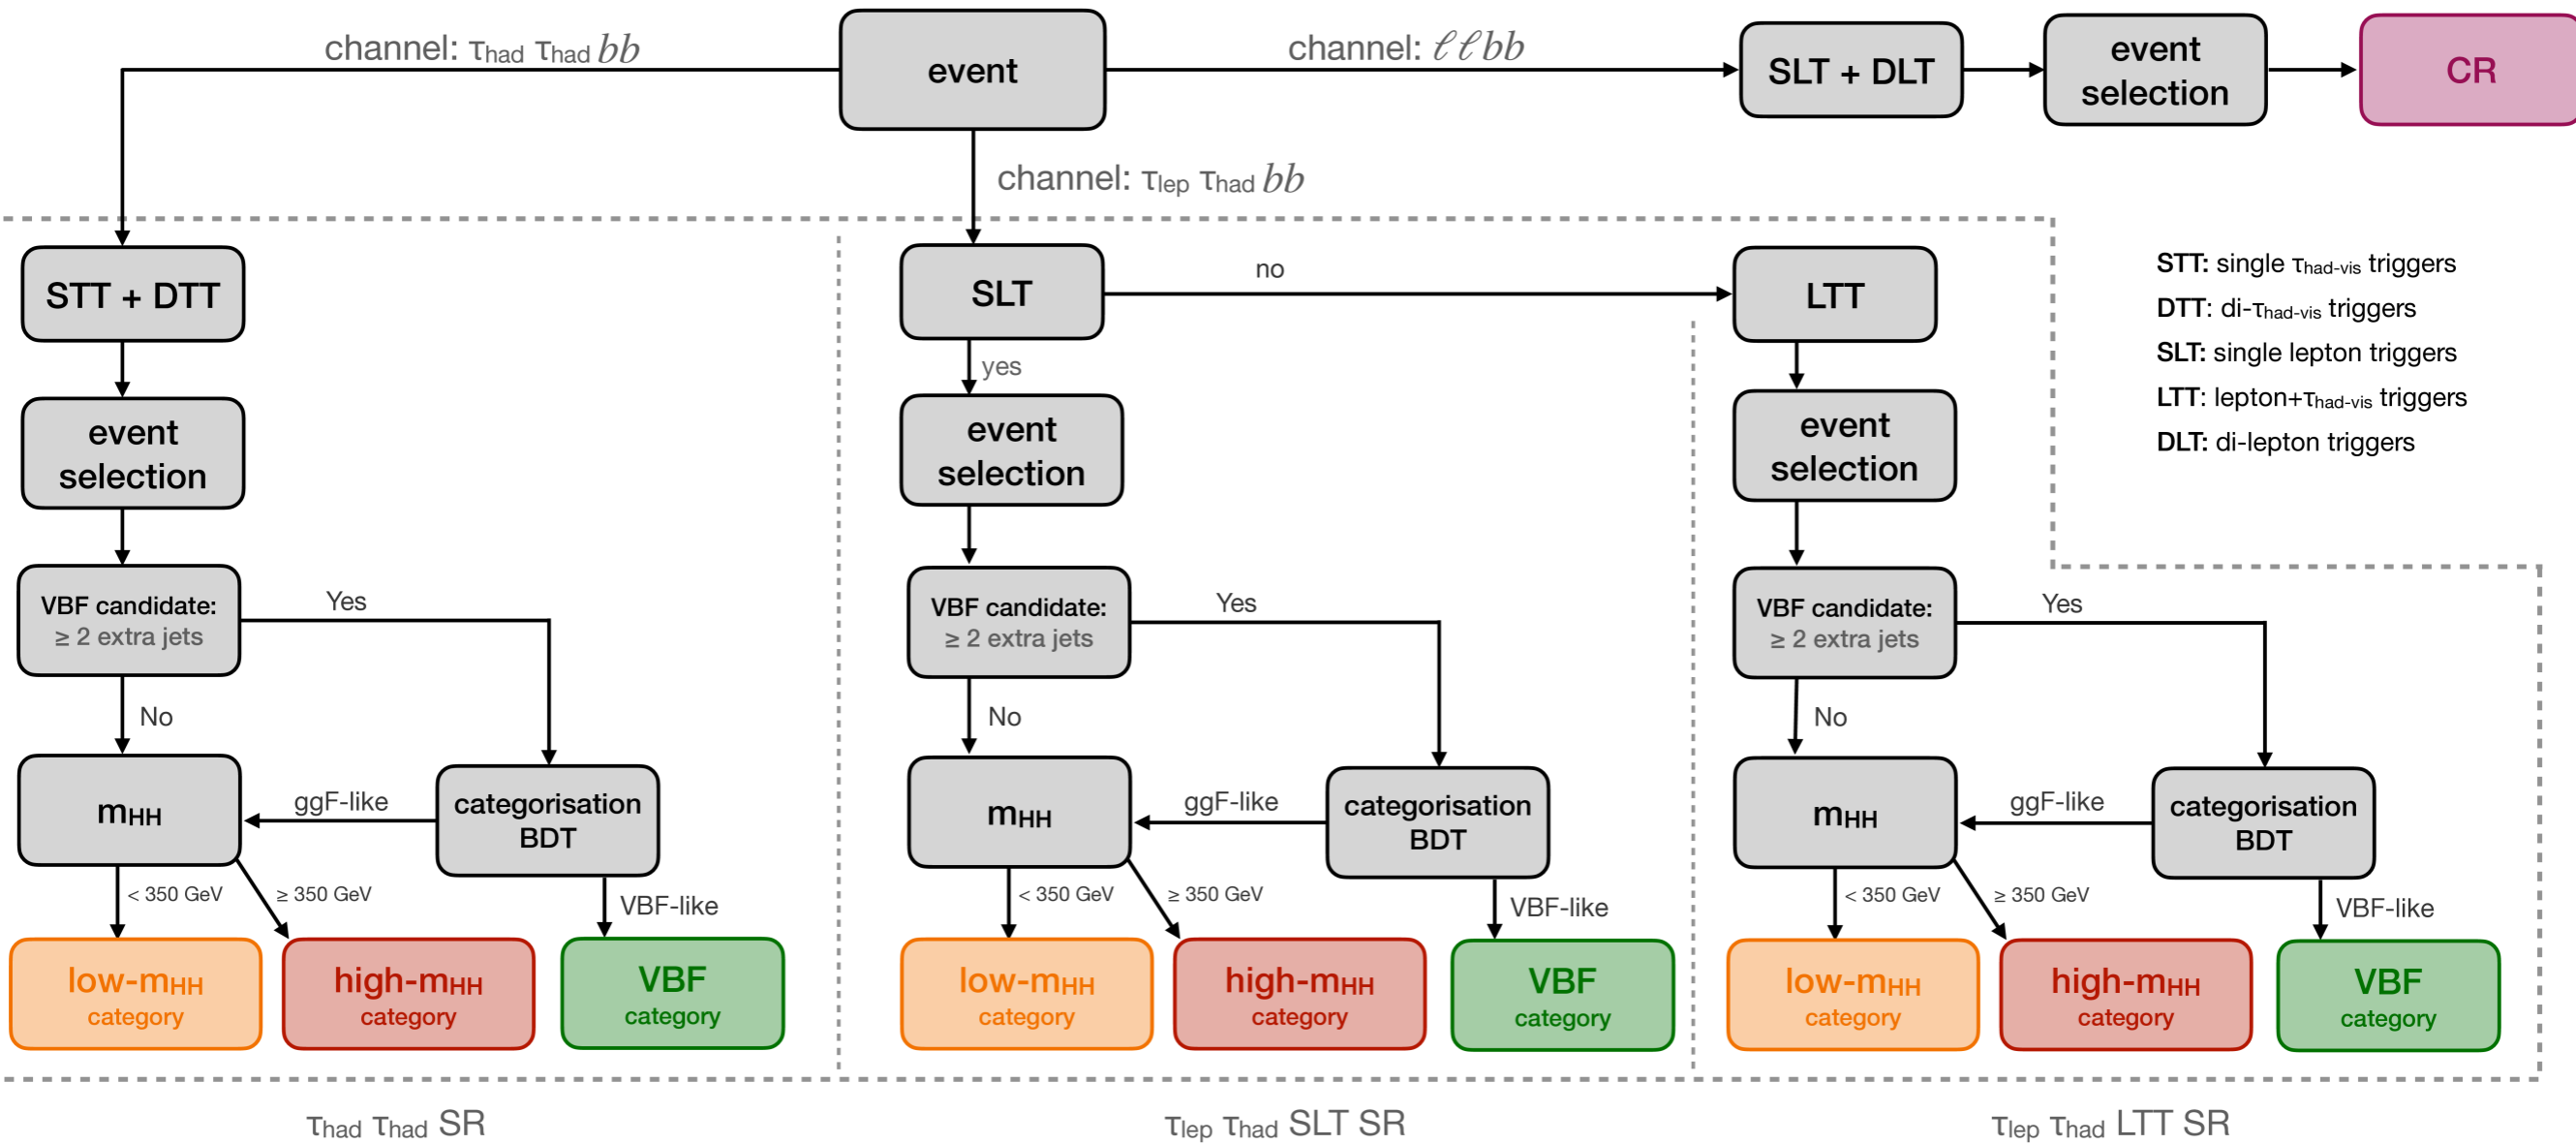 channel: τhad τhad bb
event
channel: ℓℓbb
SLT + DLT
event
selection
CR
channel: τlep τhad bb
STT + DTT
event
selection
VBF candidate:
≥ 2 extra jets
Yes
No
mHH
ggF-like
categorisation
BDT
< 350 GeV
≥ 350 GeV
VBF-like
low-mHH
category
high-mHH
category
VBF
category
τhad τhad SR
SLT
no
yes
event
selection
VBF candidate:
≥ 2 extra jets
Yes
No
mHH
ggF-like
categorisation
BDT
< 350 GeV
≥ 350 GeV
VBF-like
low-mHH
category
high-mHH
category
VBF
category
τlep τhad SLT SR
LTT
event
selection
VBF candidate:
≥ 2 extra jets
Yes
No
mHH
ggF-like
categorisation
BDT
< 350 GeV
≥ 350 GeV
VBF-like
low-mHH
category
high-mHH
category
VBF
category
τlep τhad LTT SR
STT: single τhad-vis triggers
DTT: di-τhad-vis triggers
SLT: single lepton triggers
LTT: lepton+τhad-vis triggers
DLT: di-lepton triggers